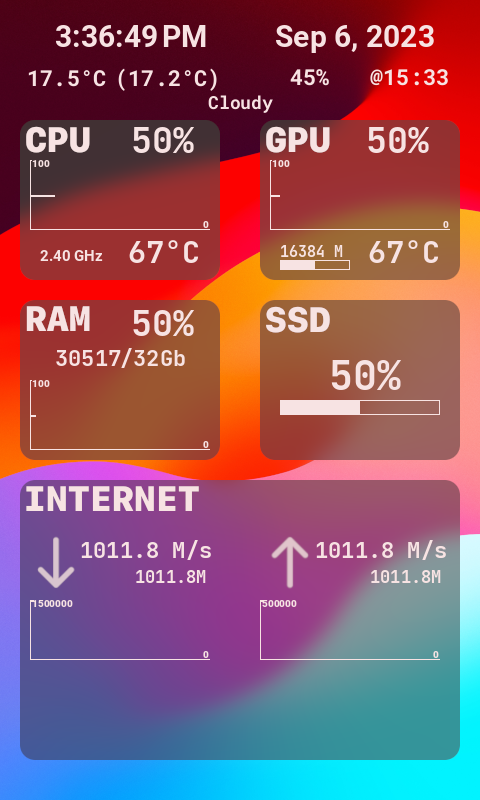 3:36:49 PM Sep 6, 2023
17.5°C (17.2°C) 45% @15:33
Cloudy
CPU 50%
100
0
2.40 GHz 67°C
GPU 50%
100
0
16384 M 67°C
RAM 50%
30517/32Gb
100
0
SSD
50%
INTERNET
1011.8 M/s
1011.8M
1500000
0
1011.8 M/s
1011.8M
500000
0